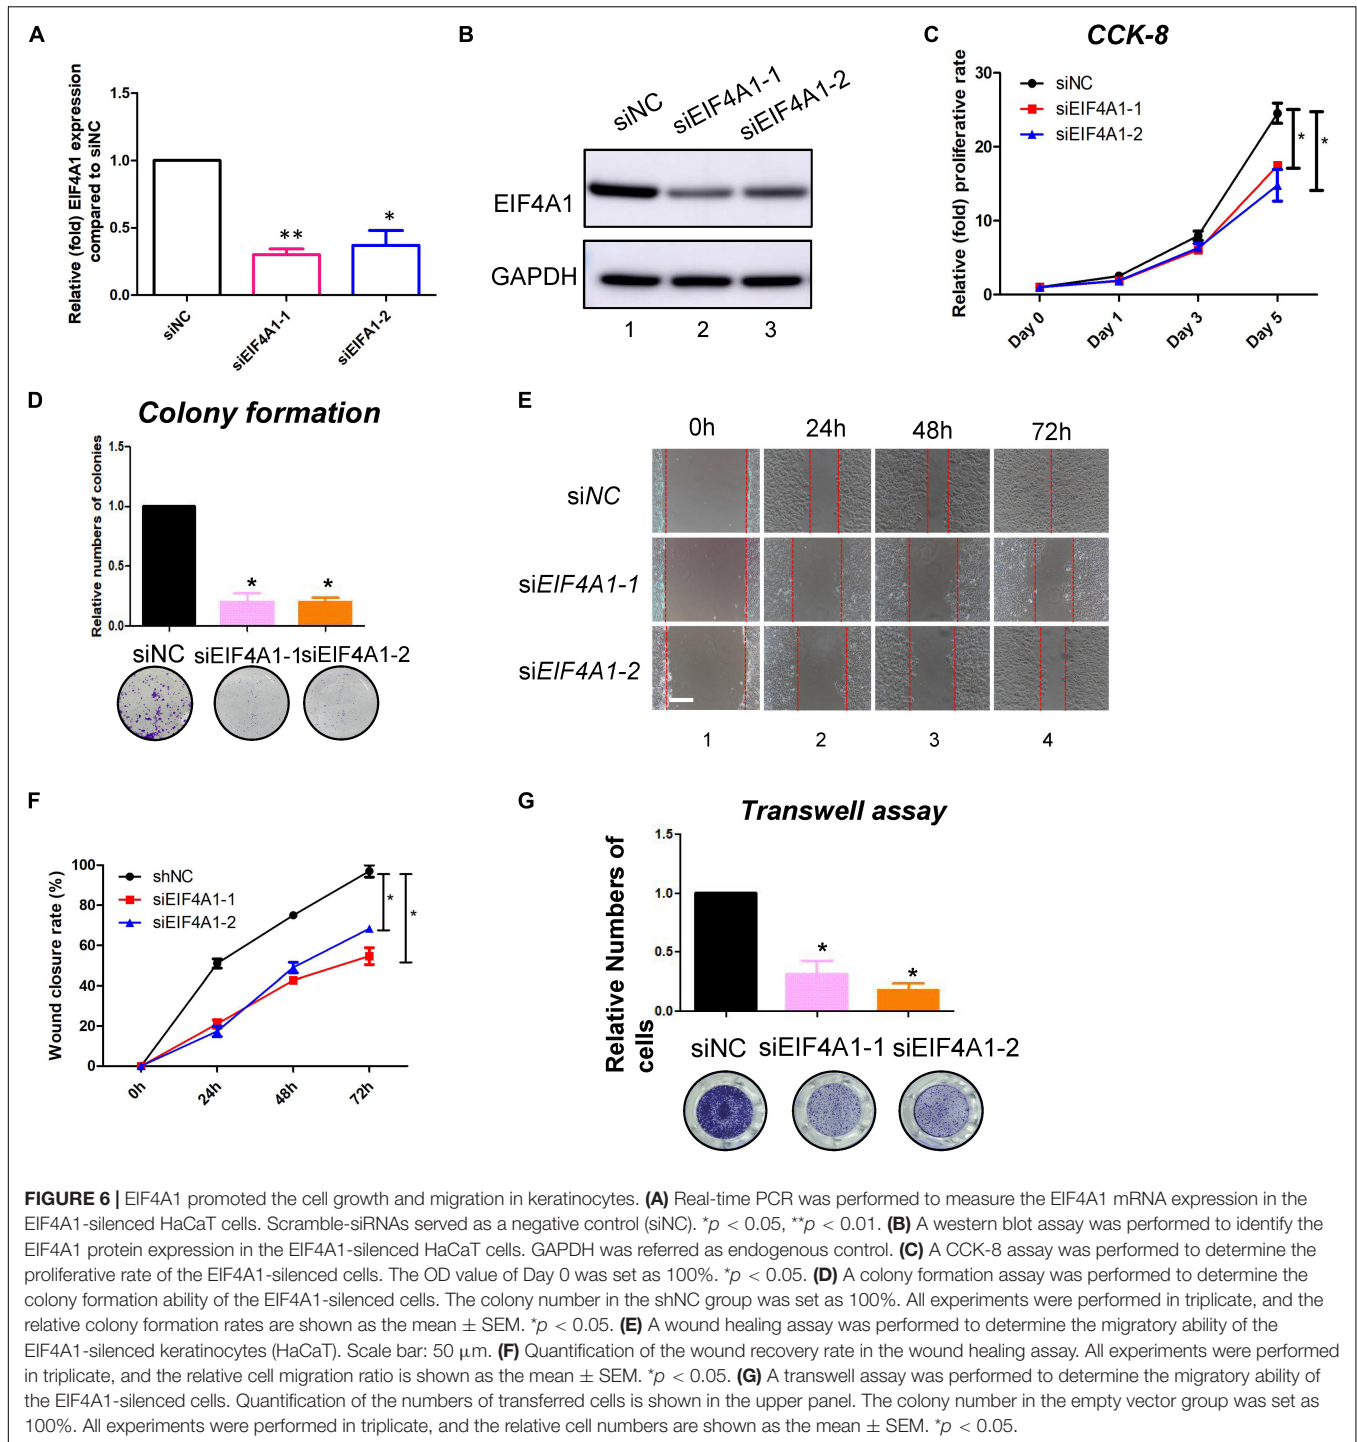 A
Relative (fold) EIF4A1 expression
compared to siNC
1.5
1.0
0.5
0.0
**
*
siNC
siEIF4A1-1
siEIFA1-2
B
siNC
siEIF4A1-1
siEIF4A1-2
EIF4A1
GAPDH
1 2 3
C
CCK-8
Relative (fold) proliferative rate
30
20
10
0
siNC
siEIF4A1-1
siEIF4A1-2
*
*
Day 0
Day 1
Day 3
Day 5
D
Colony formation
Relative numbers of colonies
1.5
1.0
0.5
0.0
*
*
siNC siEIF4A1-1 siEIF4A1-2
E
0h 24h 48h 72h
siNC
siEIF4A1-1
siEIF4A1-2
1 2 3 4
F
Wound closure rate (%)
100
80
60
40
20
0
shNC
siEIF4A1-1
siEIF4A1-2
*
*
0h
24h
48h
72h
G
Transwell assay
Relative Numbers of
cells
1.5
1.0
0.5
0.0
*
*
siNC siEIF4A1-1 siEIF4A1-2
FIGURE 6 | EIF4A1 promoted the cell growth and migration in keratinocytes. (A) Real-time PCR was performed to measure the EIF4A1 mRNA expression in the
EIF4A1-silenced HaCaT cells. Scramble-siRNAs served as a negative control (siNC). *p < 0.05, **p < 0.01. (B) A western blot assay was performed to identify the
EIF4A1 protein expression in the EIF4A1-silenced HaCaT cells. GAPDH was referred as endogenous control. (C) A CCK-8 assay was performed to determine the
proliferative rate of the EIF4A1-silenced cells. The OD value of Day 0 was set as 100%. *p < 0.05. (D) A colony formation assay was performed to determine the
colony formation ability of the EIF4A1-silenced cells. The colony number in the shNC group was set as 100%. All experiments were performed in triplicate, and the
relative colony formation rates are shown as the mean ± SEM. *p < 0.05. (E) A wound healing assay was performed to determine the migratory ability of the
EIF4A1-silenced keratinocytes (HaCaT). Scale bar: 50 μm. (F) Quantification of the wound recovery rate in the wound healing assay. All experiments were performed
in triplicate, and the relative cell migration ratio is shown as the mean ± SEM. *p < 0.05. (G) A transwell assay was performed to determine the migratory ability of
the EIF4A1-silenced cells. Quantification of the numbers of transferred cells is shown in the upper panel. The colony number in the empty vector group was set as
100%. All experiments were performed in triplicate, and the relative cell numbers are shown as the mean ± SEM. *p < 0.05.